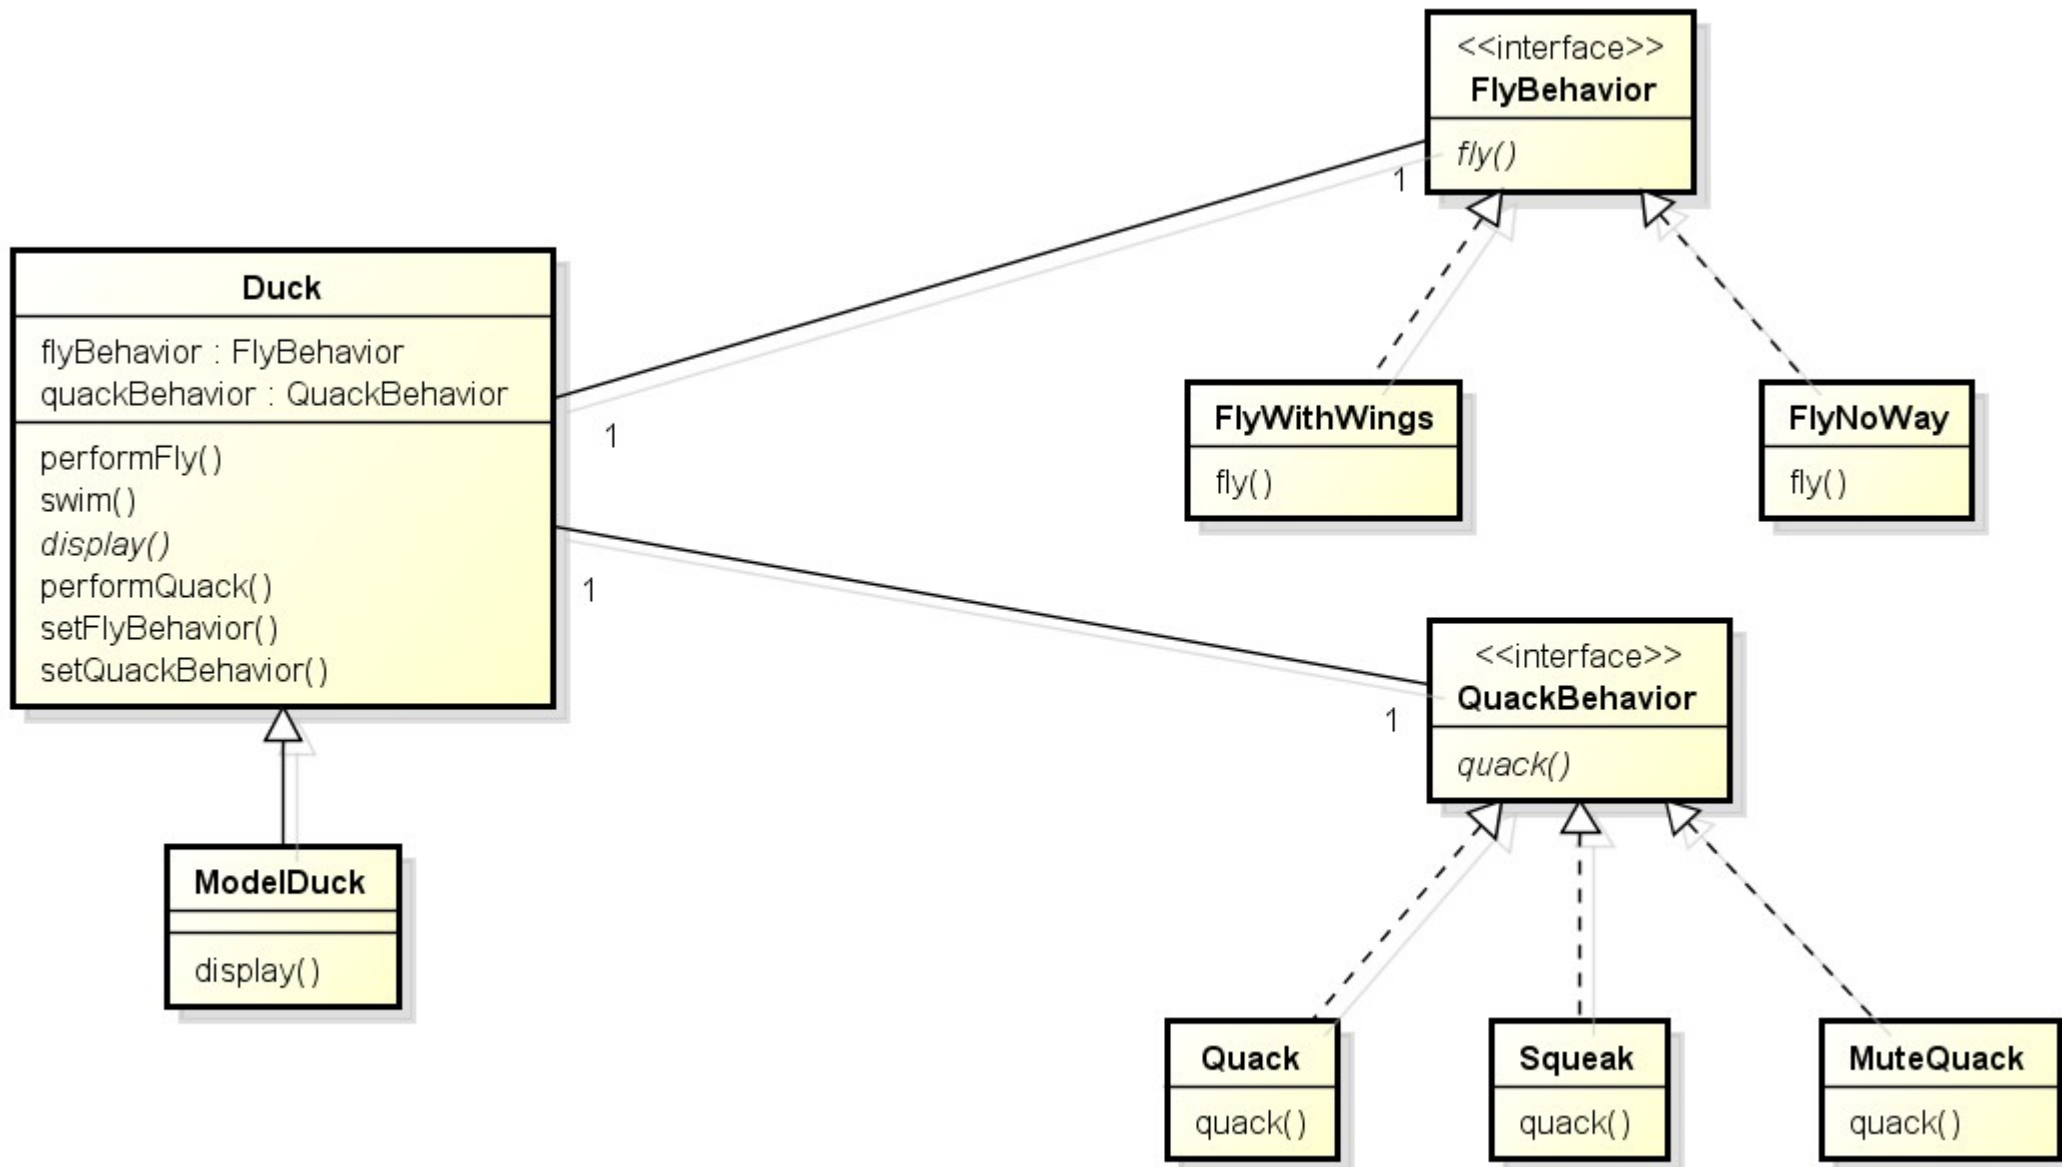 <<interface>>
FlyBehavior
fly()
1
Duck
flyBehavior : FlyBehavior
quackBehavior : QuackBehavior
performFly()
swim()
display()
performQuack()
setFlyBehavior()
setQuackBehavior()
1
1
FlyWithWings
fly()
FlyNoWay
fly()
<<interface>>
QuackBehavior
quack()
1
ModelDuck
display()
Quack
quack()
Squeak
quack()
MuteQuack
quack()